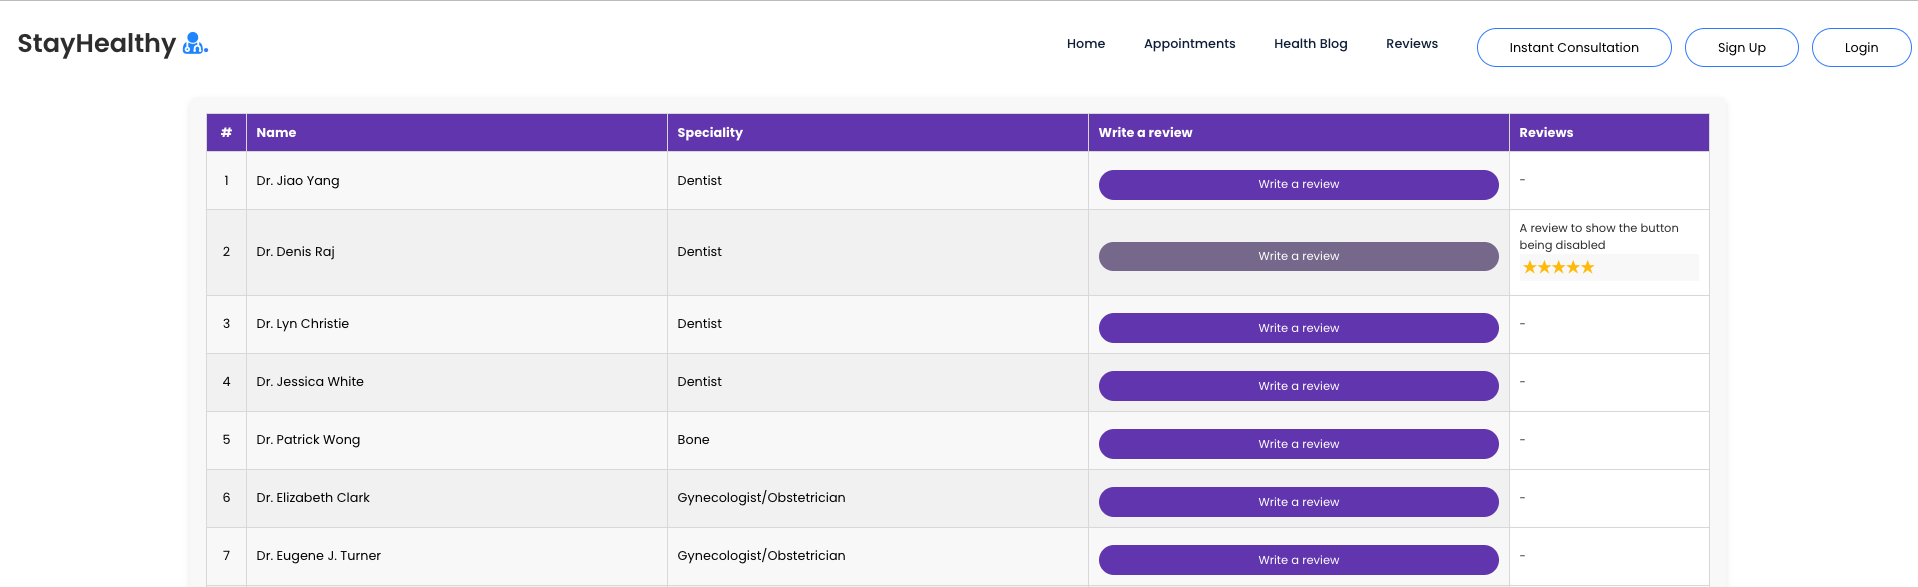 StayHealthy
Home Appointments Health Blog Reviews Instant Consultation Sign Up Login
# Name Speciality Write a review Reviews
1 Dr. Jiao Yang Dentist Write a review -
2 Dr. Denis Raj Dentist Write a review A review to show the button
being disabled
3 Dr. Lyn Christie Dentist Write a review -
4 Dr. Jessica White Dentist Write a review -
5 Dr. Patrick Wong Bone Write a review -
6 Dr. Elizabeth Clark Gynecologist/Obstetrician Write a review -
7 Dr. Eugene J. Turner Gynecologist/Obstetrician Write a review -